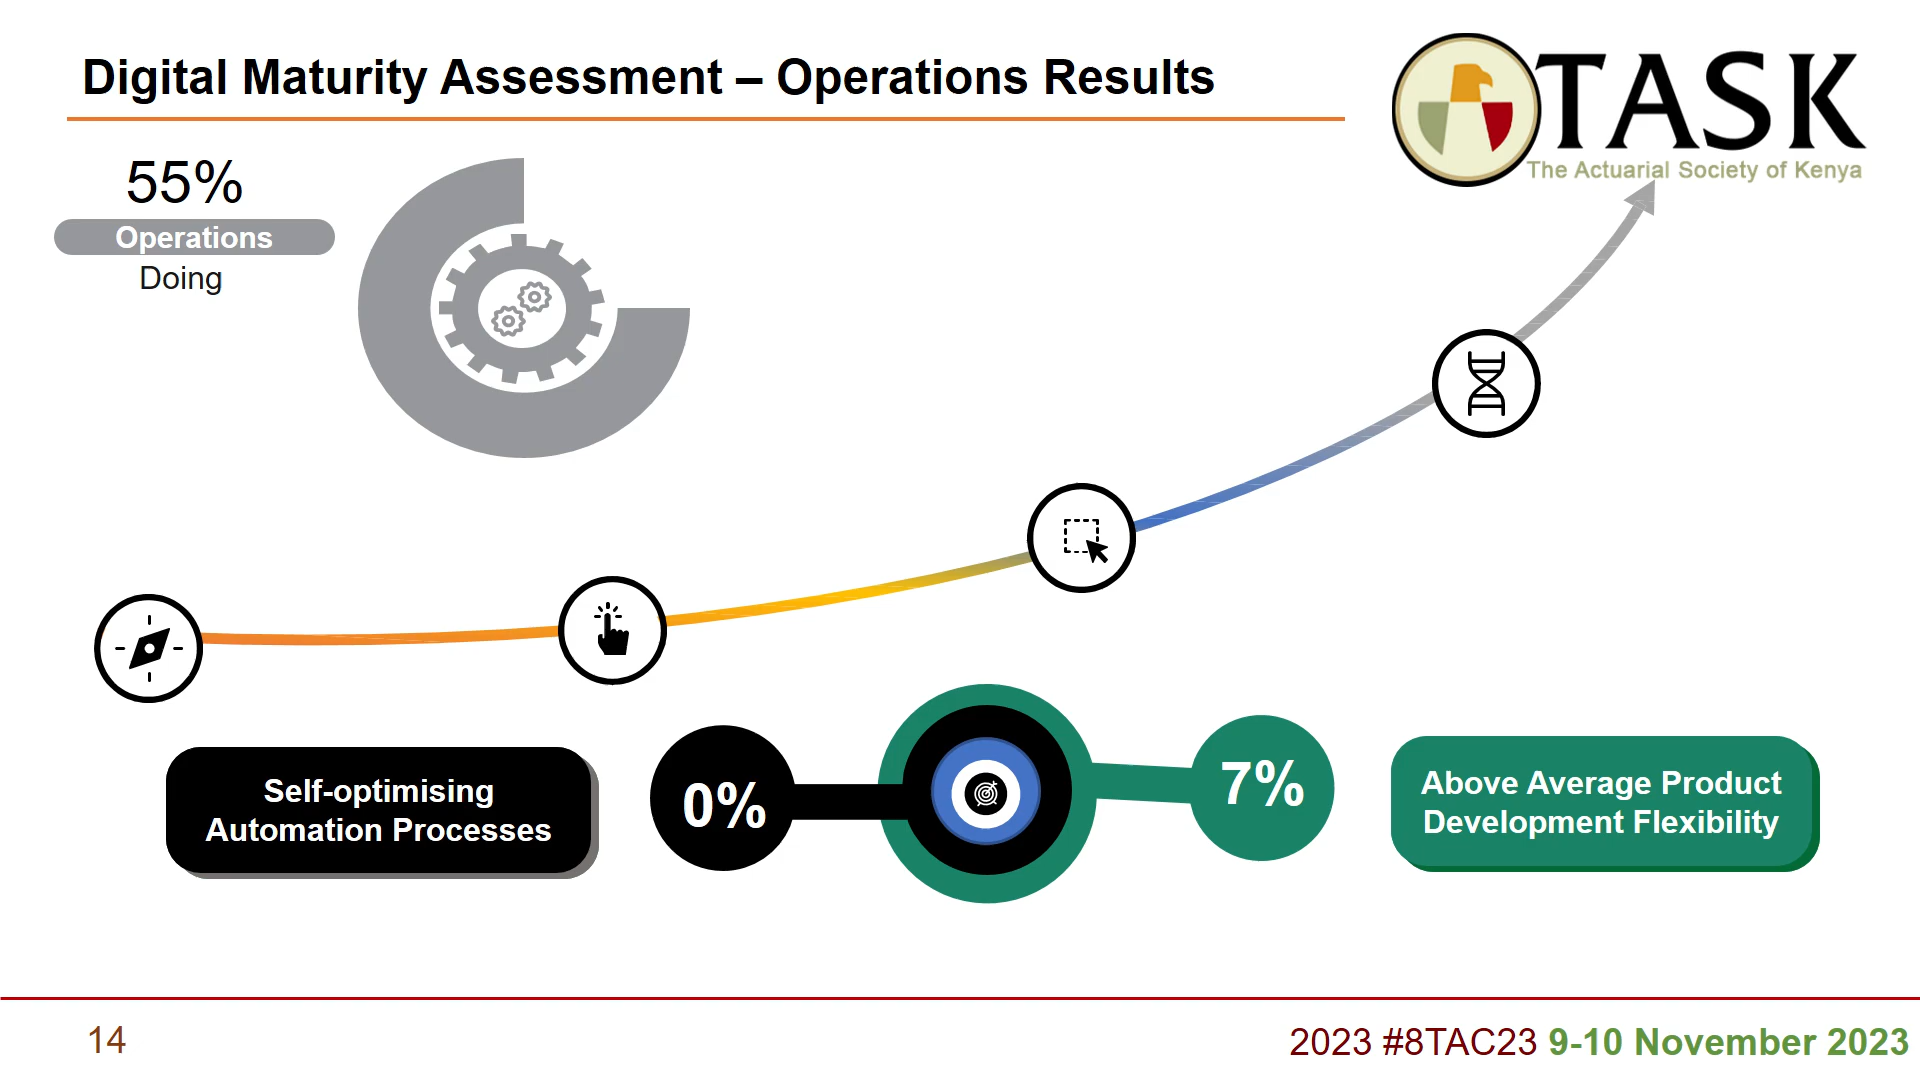 Digital Maturity Assessment – Operations Results
TASK
The Actuarial Society of Kenya
55%
Operations
Doing
Self-optimising
Automation Processes
0%
7%
Above Average Product
Development Flexibility
14
2023 #8TAC23 9-10 November 2023